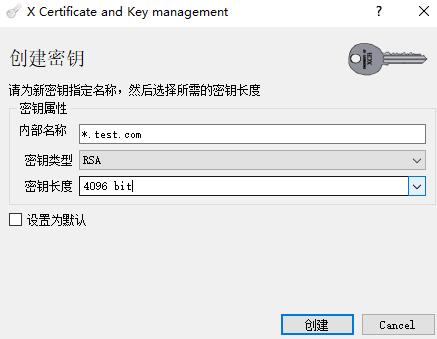 X Certificate and Key management
?
创建密钥
请为新密钥指定名称，然后选择所需的密钥长度
密钥属性
内部名称 *.test.com
密钥类型 RSA
密钥长度 4096 bit
设置为默认
创建 Cancel